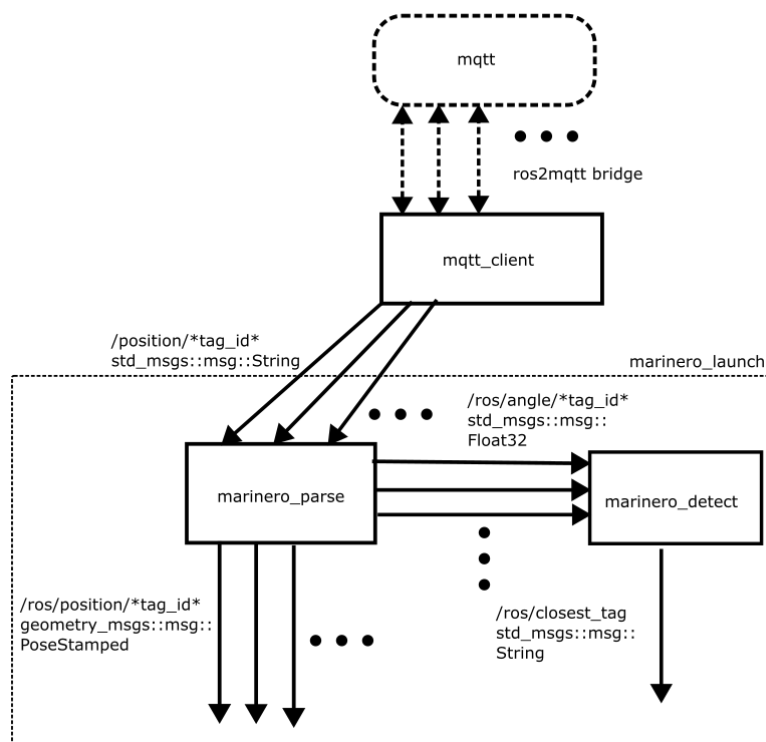 mqtt
ros2mqtt bridge
mqtt_client
/position/*tag_id*
std_msgs::msg::String
marinero_launch
/ros/angle/*tag_id*
std_msgs::msg::
Float32
marinero_parse
marinero_detect
/ros/position/*tag_id*
geometry_msgs::msg::
PoseStamped
/ros/closest_tag
std_msgs::msg::
String